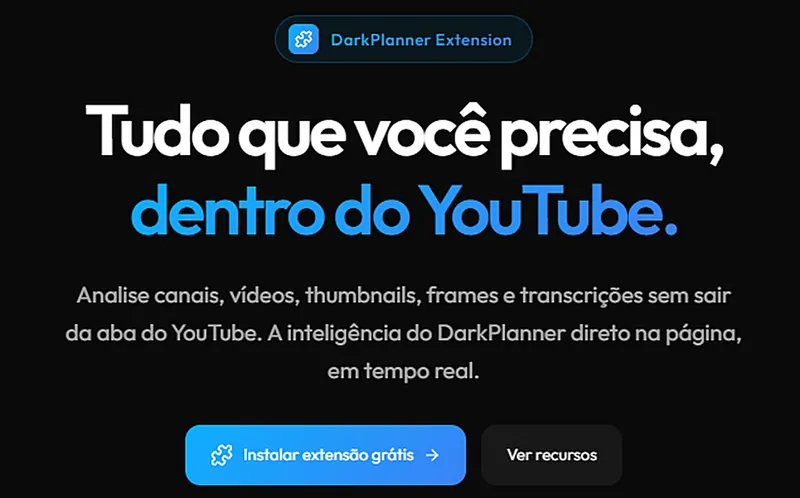 DarkPlanner Extension
Tudo que você precisa,
dentro do YouTube.
Analise canais, vídeos, thumbnails, frames e transcrições sem sair
da aba do YouTube. A inteligência do DarkPlanner direto na página,
em tempo real.
Instalar extensão grátis →
Ver recursos